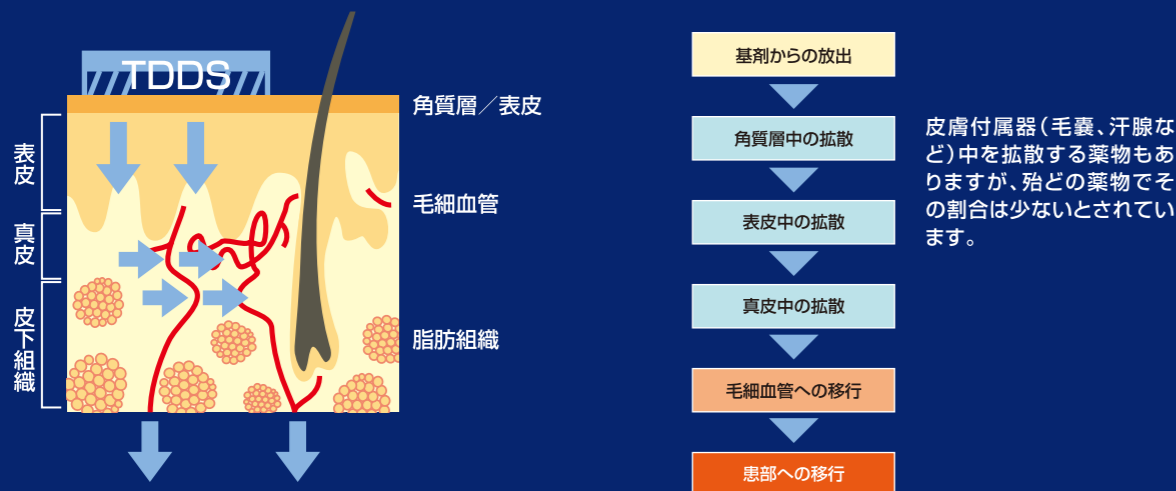 TDDS
角質層／表皮
表皮
毛細血管
真皮
皮下組織
脂肪組織
基剤からの放出
角質層中の拡散
表皮中の拡散
真皮中の拡散
毛細血管への移行
患部への移行
皮膚付属器（毛嚢、汗腺な
ど）中を拡散する薬物もあ
りますが、殆どの薬物でそ
の割合は少ないとされてい
ます。